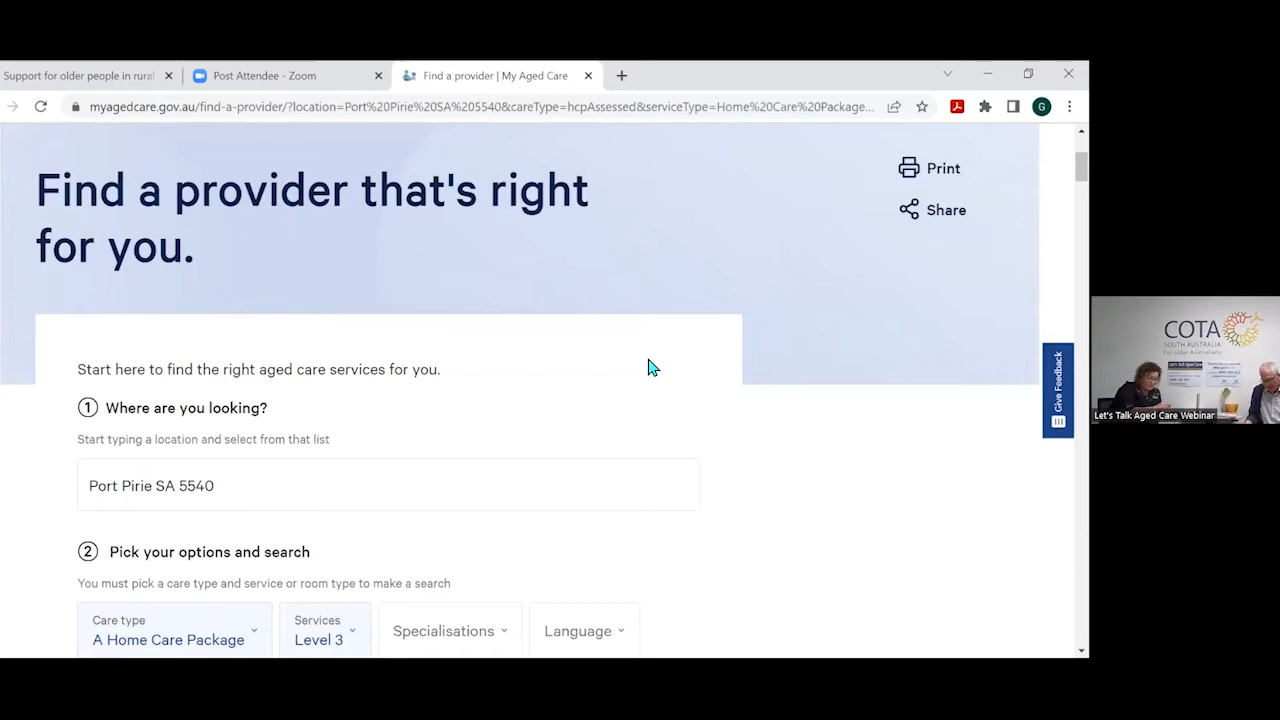 Support for older people in rural
Post Attendee - Zoom
Find a provider | My Aged Care
myagedcare.gov.au/find-a-provider/?location=Port%20Pirie%20SA%205540&careType=hcpAssessed&serviceType=Home%20Care%20Package...
G
Find a provider that's right
for you.
Print
Share
Start here to find the right aged care services for you.
1 Where are you looking?
Start typing a location and select from that list
Port Pirie SA 5540
2 Pick your options and search
You must pick a care type and service or room type to make a search
Care type
A Home Care Package
Services
Level 3
Specialisations
Language
Give Feedback
COTA
SOUTH AUSTRALIA
For older Australians
Let's Talk Aged Care Webinar